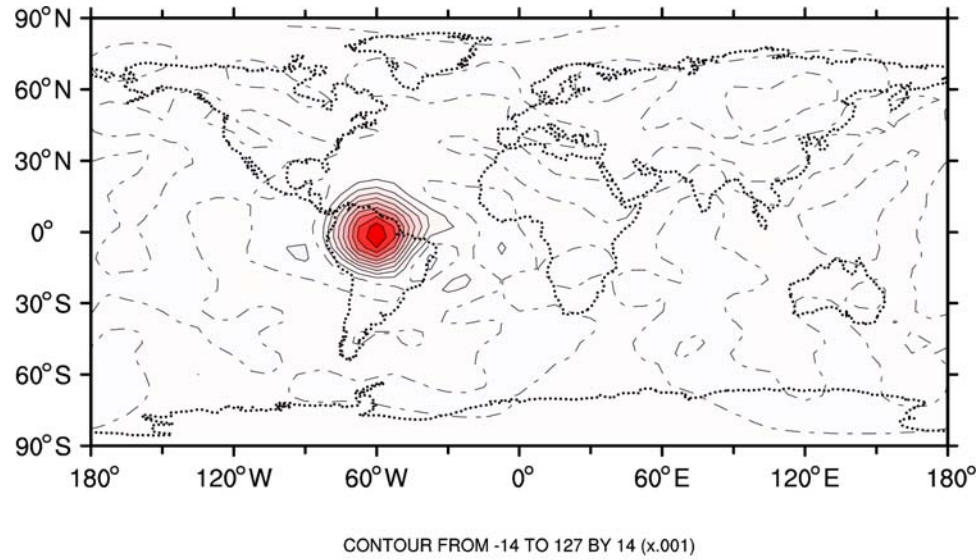 90° N
60° N
30° N
0°
30° S
60° S
90° S
180° 120° W 60° W 0° 60° E 120° E 180°
CONTOUR FROM -14 TO 127 BY 14 (x.001)